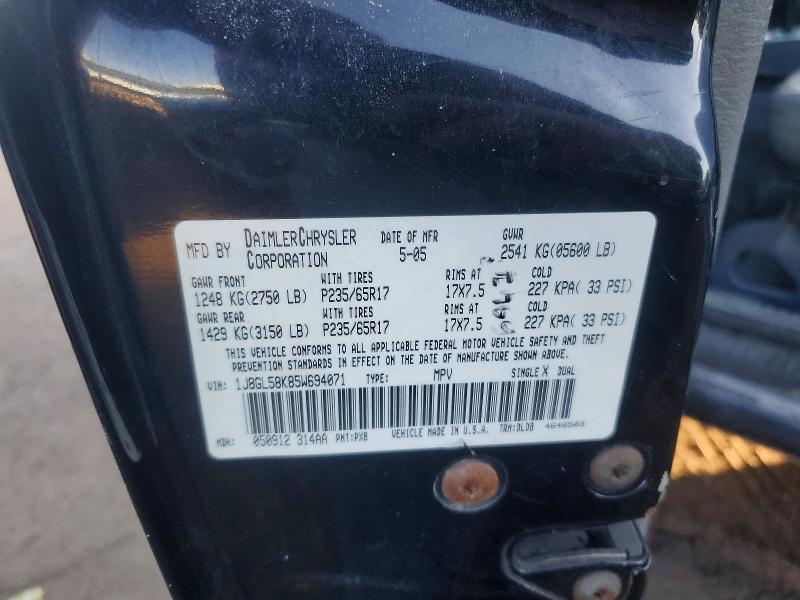 MFD BY DAIMLERCHRYSLER CORPORATION DATE OF MFR 5-05 GVWR 2541 KG(05600 LB)
GAWR FRONT WITH TIRES RIMS AT COLD
1248 KG(2750 LB) P235/65R17 17X7.5 227 KPA( 33 PSI)
GAWR REAR WITH TIRES RIMS AT COLD
1429 KG(3150 LB) P235/65R17 17X7.5 227 KPA( 33 PSI)
THIS VEHICLE CONFORMS TO ALL APPLICABLE FEDERAL MOTOR VEHICLE SAFETY AND THEFT
PREVENTION STANDARDS IN EFFECT ON THE DATE OF MANUFACTURE SHOWN ABOVE.
VIN: 1J8GL58K85W694071 TYPE: MPV SINGLE X DUAL
MDH: 050912 314AA PNT:PXB VEHICLE MADE IN U.S.A. TRM:DLD8 4648503